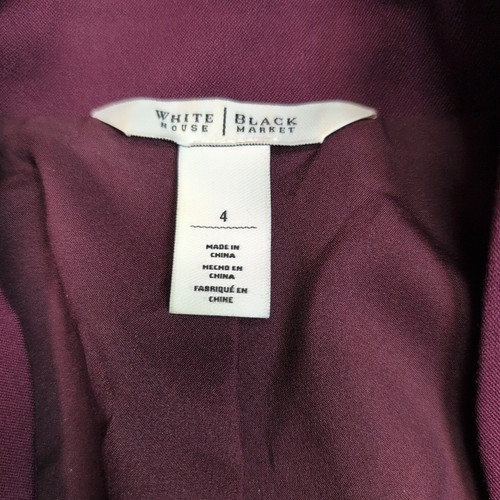 WHITE HOUSE | BLACK MARKET
4
MADE IN
CHINA
HECHO EN
CHINA
FABRIQUÉ EN
CHINE